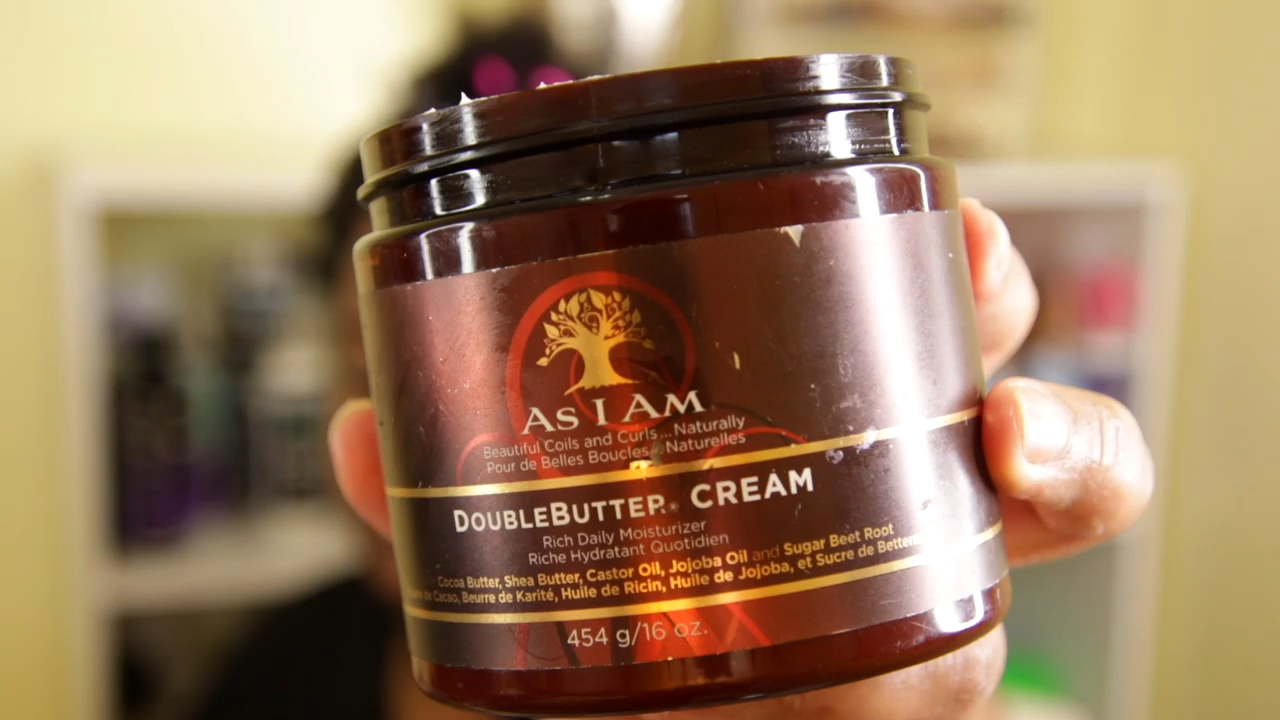 AS I AM
Beautiful Coils and Curls... Naturally
Pour de Belles Boucles Naturelles
DOUBLEBUTTER® CREAM
Rich Daily Moisturizer
Riche Hydratant Quotidien
Cocoa Butter, Shea Butter, Castor Oil, Jojoba Oil and Sugar Beet Root
de Cacao, Beurre de Karité, Huile de Ricin, Huile de Jojoba, et Sucre de
454 g/16 oz.